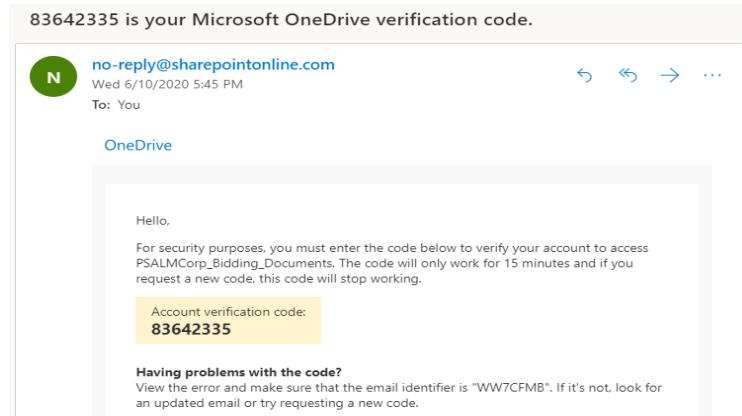 83642335 is your Microsoft OneDrive verification code.
N
no-reply@sharepointonline.com
Wed 6/10/2020 5:45 PM
To: You
OneDrive
Hello,
For security purposes, you must enter the code below to verify your account to access
PSALMCorp_Bidding_Documents. The code will only work for 15 minutes and if you
request a new code, this code will stop working.
Account verification code:
83642335
Having problems with the code?
View the error and make sure that the email identifier is "WW7CFMB". If it's not, look for
an updated email or try requesting a new code.